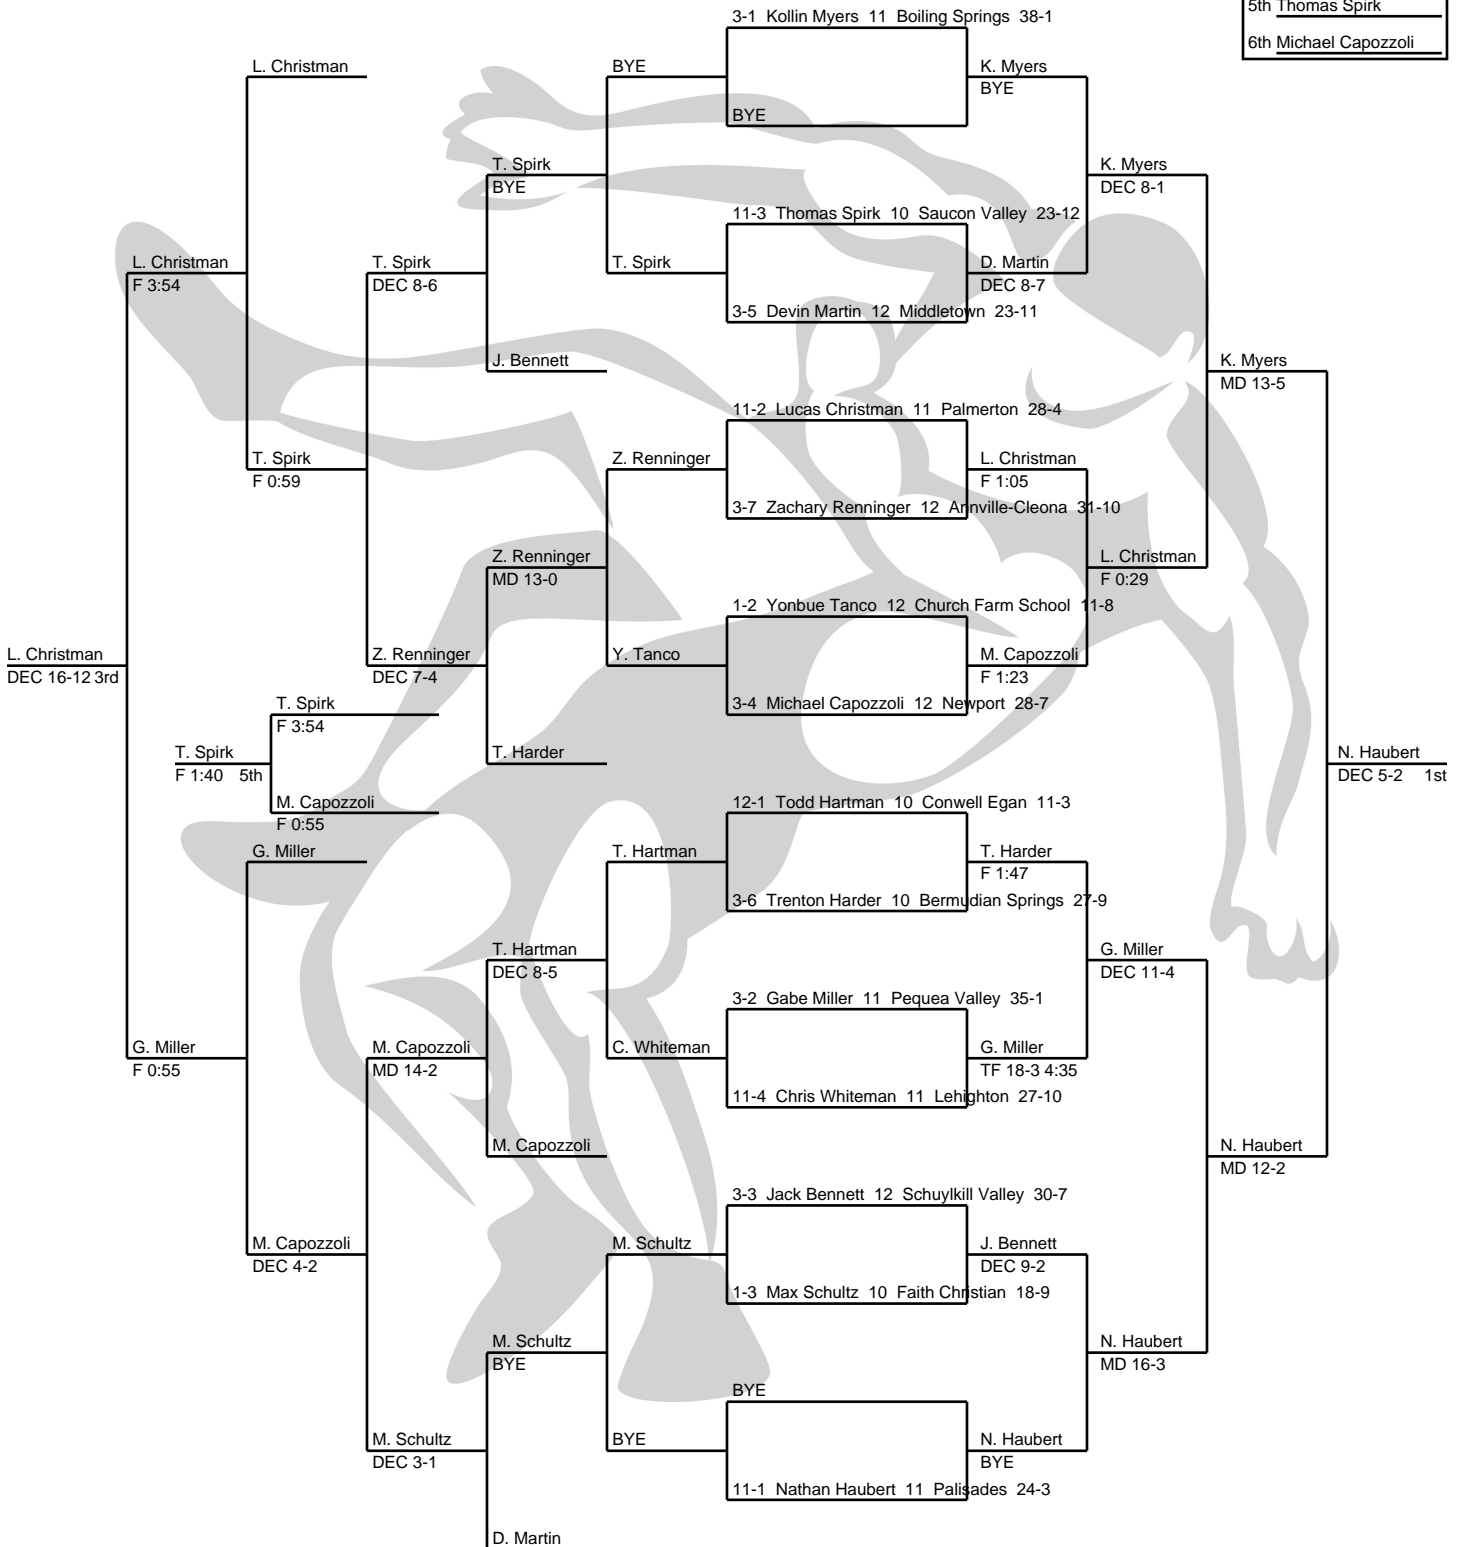 5th Thomas Spirk
3-1 Kollin Myers 11 Boiling Springs 38-1
6th Michael Capozzoli
L. Christman
BYE
K. Myers
BYE
BYE
T. Spirk
BYE
K. Myers
DEC 8-1
11-3 Thomas Spirk 10 Saucon Valley 23-12
L. Christman
F 3:54
T. Spirk
DEC 8-6
T. Spirk
D. Martin
DEC 8-7
3-5 Devin Martin 12 Middletown 23-11
J. Bennett
K. Myers
MD 13-5
11-2 Lucas Christman 11 Palmerton 28-4
T. Spirk
F 0:59
Z. Renninger
L. Christman
F 1:05
3-7 Zachary Renninger 12 Annville-Cleona 31-10
Z. Renninger
MD 13-0
L. Christman
F 0:29
1-2 Yonbue Tanco 12 Church Farm School 11-8
L. Christman
DEC 16-12 3rd
Z. Renninger
DEC 7-4
Y. Tanco
M. Capozzoli
F 1:23
T. Spirk
F 3:54
3-4 Michael Capozzoli 12 Newport 28-7
T. Spirk
F 1:40 5th
T. Harder
N. Haubert
DEC 5-2 1st
M. Capozzoli
F 0:55
12-1 Todd Hartman 10 Conwell Egan 11-3
G. Miller
T. Hartman
T. Harder
F 1:47
3-6 Trenton Harder 10 Bermudian Springs 27-9
T. Hartman
DEC 8-5
G. Miller
DEC 11-4
3-2 Gabe Miller 11 Pequea Valley 35-1
G. Miller
F 0:55
M. Capozzoli
MD 14-2
C. Whiteman
G. Miller
TF 18-3 4:35
11-4 Chris Whiteman 11 Lehighton 27-10
M. Capozzoli
N. Haubert
MD 12-2
3-3 Jack Bennett 12 Schuylkill Valley 30-7
M. Capozzoli
DEC 4-2
M. Schultz
J. Bennett
DEC 9-2
1-3 Max Schultz 10 Faith Christian 18-9
M. Schultz
BYE
N. Haubert
MD 16-3
BYE
M. Schultz
DEC 3-1
BYE
N. Haubert
BYE
11-1 Nathan Haubert 11 Palisades 24-3
D. Martin